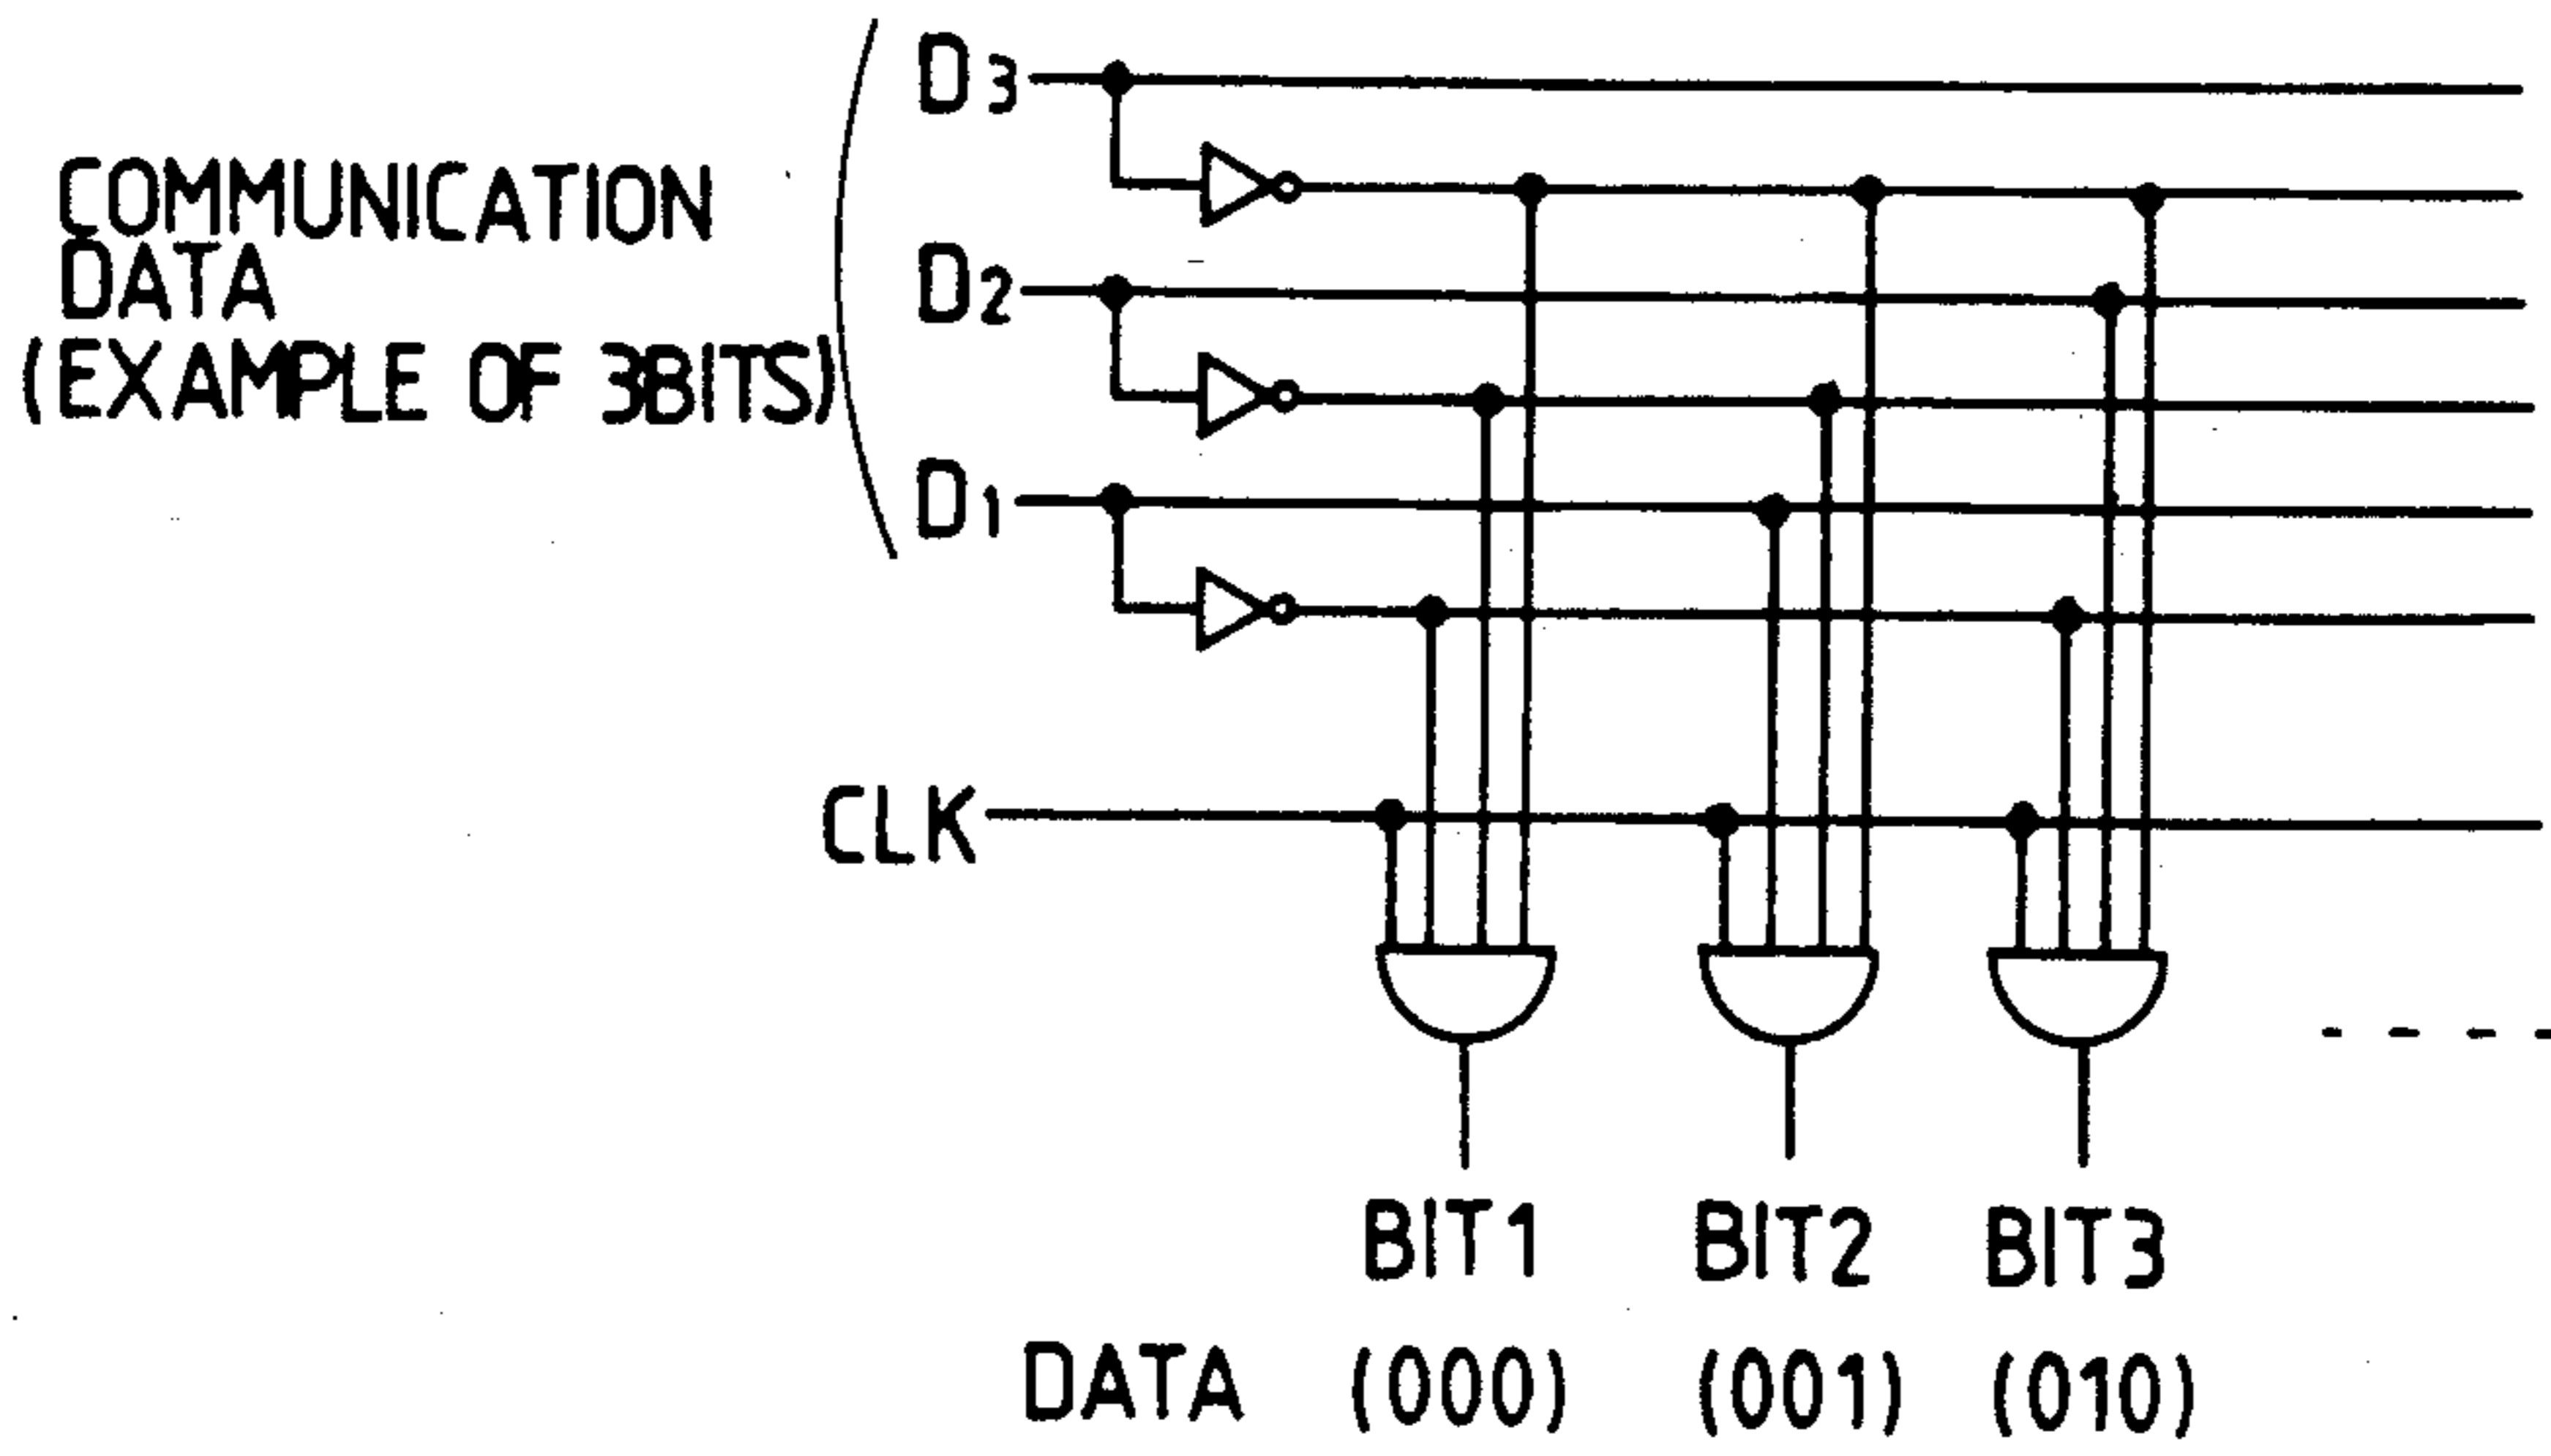 COMMUNICATION
DATA
(EXAMPLE OF 3BITS)
D3
D2
D1
CLK
BIT1 BIT2 BIT3
DATA (000) (001) (010)